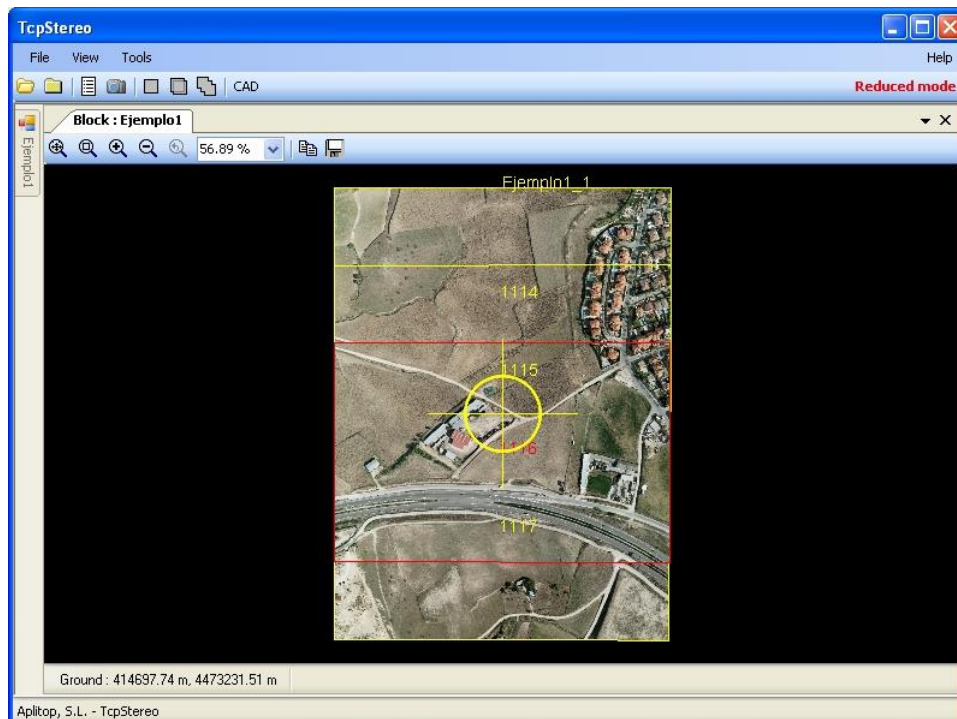 TcpStereo
File View Tools Help
CAD Reduced mode
Block : Ejemplo1
Ejemplo1
56.89 %
Ejemplo1_1
1114
1115
1116
1117
Ground : 414697.74 m, 4473231.51 m
Aplitop, S.L. - TcpStereo